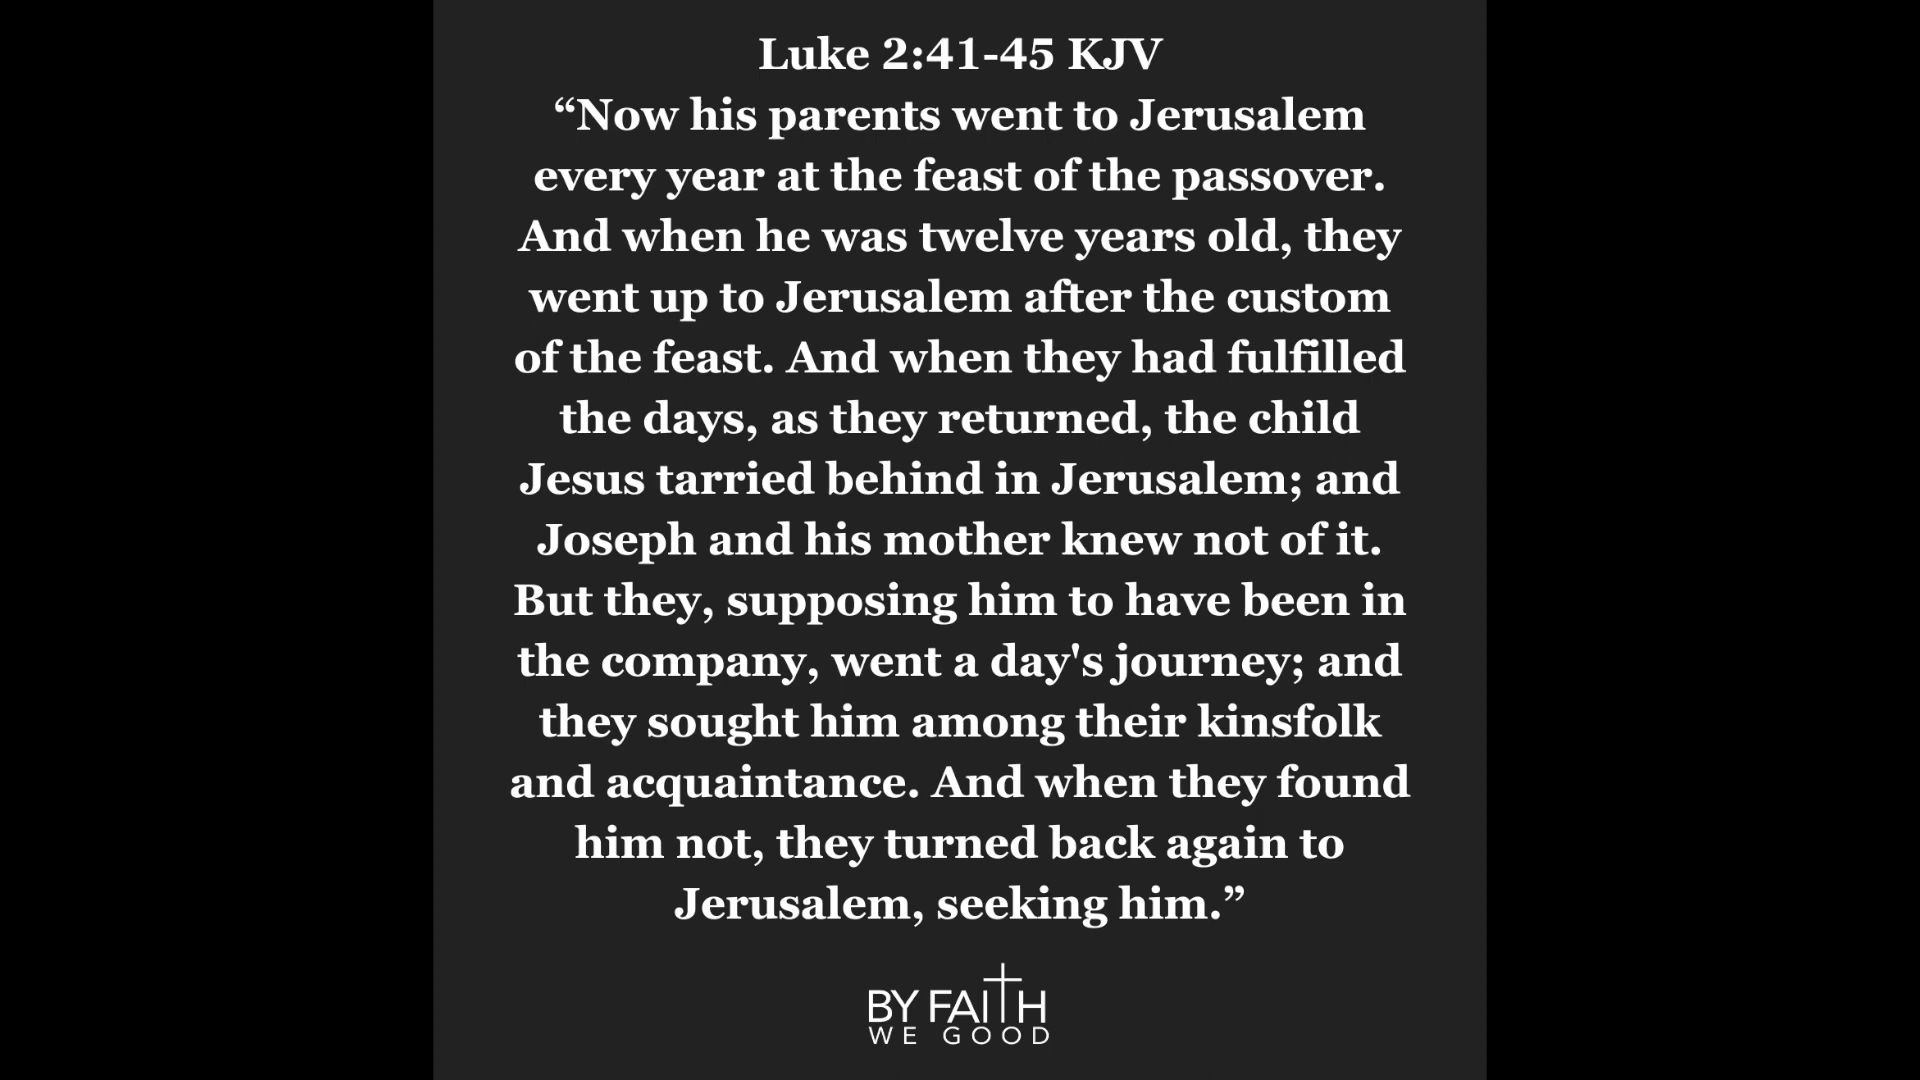 Luke 2:41-45 KJV
“Now his parents went to Jerusalem
every year at the feast of the passover.
And when he was twelve years old, they
went up to Jerusalem after the custom
of the feast. And when they had fulfilled
the days, as they returned, the child
Jesus tarried behind in Jerusalem; and
Joseph and his mother knew not of it.
But they, supposing him to have been in
the company, went a day's journey; and
they sought him among their kinsfolk
and acquaintance. And when they found
him not, they turned back again to
Jerusalem, seeking him.”
BY FAITH
WE GOOD